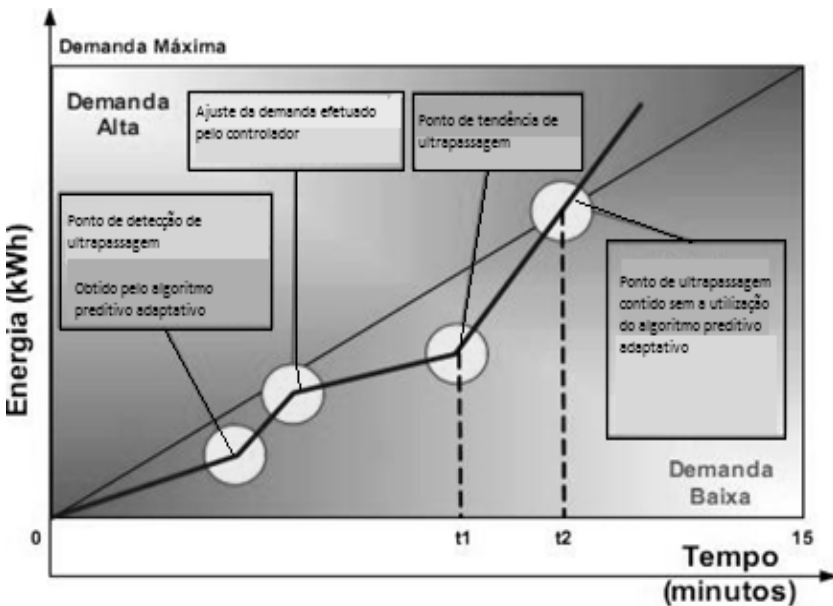 Demanda Máxima
Demanda
Alta
Ajuste da demanda efetuado
pelo controlador
Ponto de tendência de
ultrapassagem
Ponto de detecção de
ultrapassagem
Obtido pelo algoritmo
preditivo adaptativo
Ponto de ultrapassagem
contido sem a utilização
do algoritmo preditivo
adaptativo
Energia (kWh)
Demanda
Baixa
0
t1
t2
15
Tempo
(minutos)